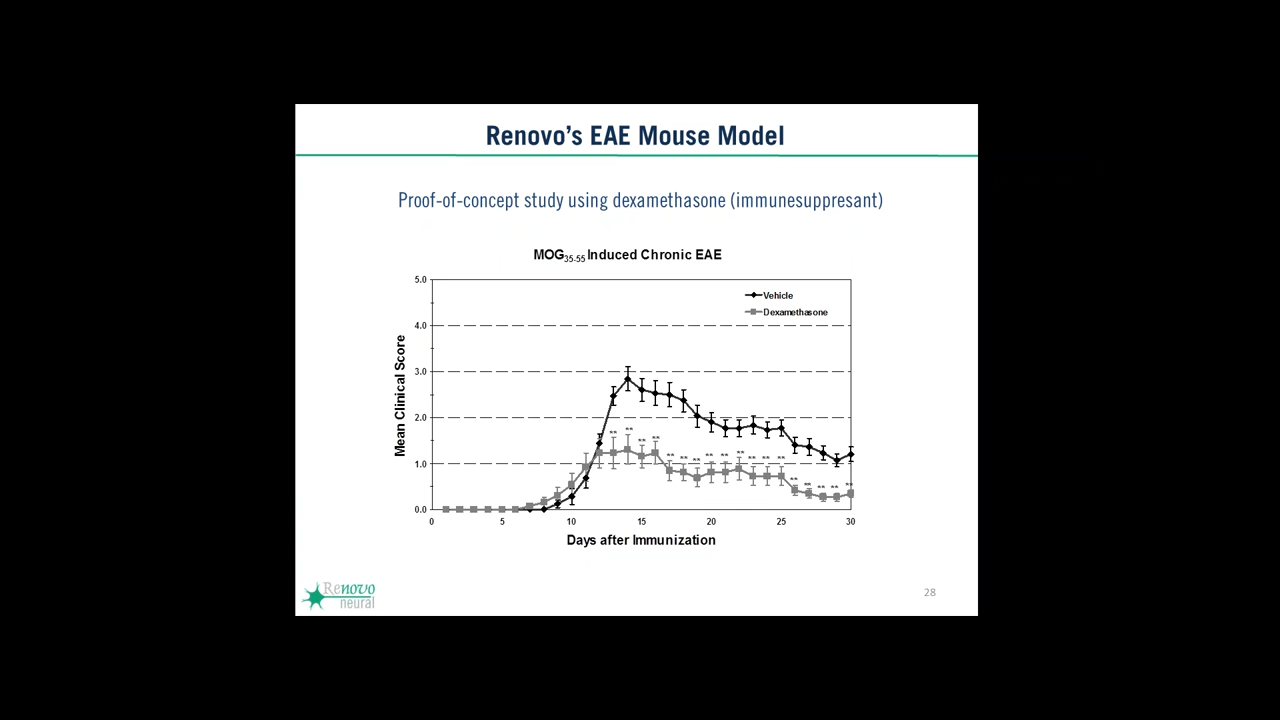 Renovo's EAE Mouse Model
Proof-of-concept study using dexamethasone (immunesuppresant)
MOG35-55 Induced Chronic EAE
5.0
4.0
3.0
2.0
1.0
0.0
Mean Clinical Score
Vehicle
Dexamethasone
** ** ** ** ** ** ** ** ** ** ** ** ** ** ** ** ** **
0 5 10 15 20 25 30
Days after Immunization
Renovo
neural
28